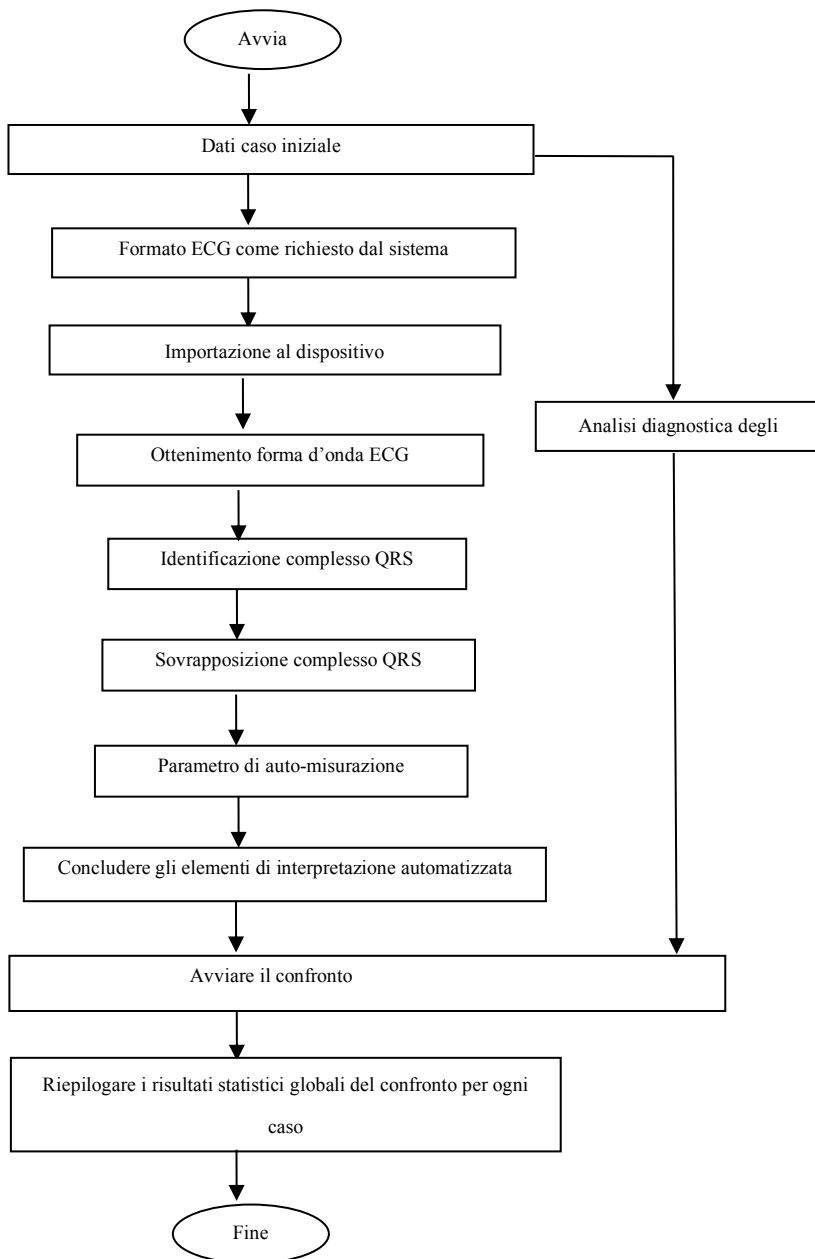 Avvia
Dati caso iniziale
Formato ECG come richiesto dal sistema
Importazione al dispositivo
Analisi diagnostica degli
Ottenimento forma d’onda ECG
Identificazione complesso QRS
Sovrapposizione complesso QRS
Parametro di auto-misurazione
Concludere gli elementi di interpretazione automatizzata
Avviare il confronto
Riepilogare i risultati statistici globali del confronto per ogni
caso
Fine